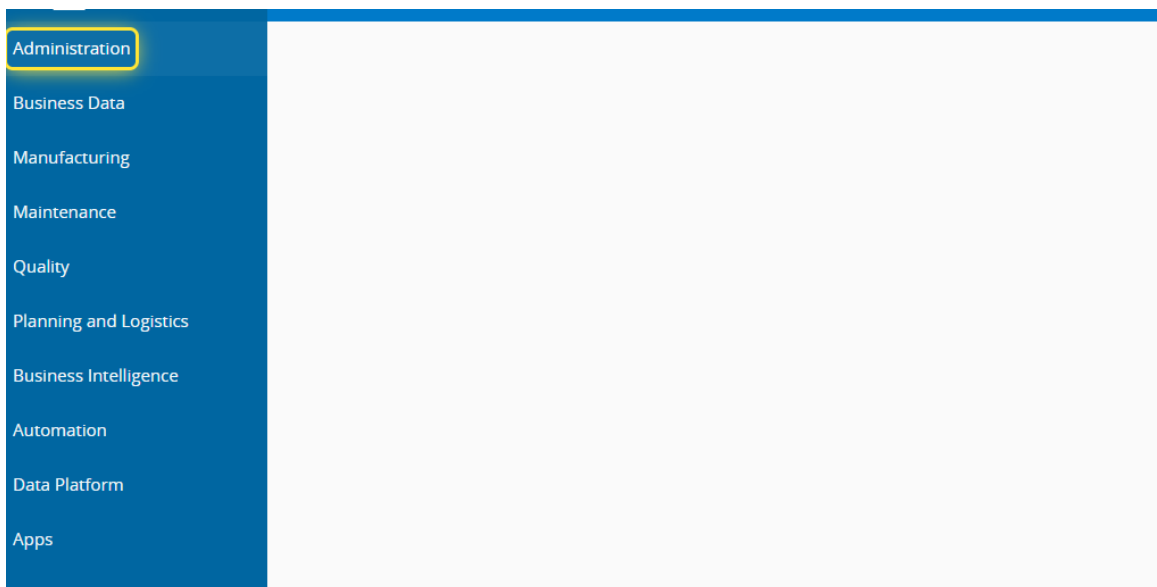 Administration
Business Data
Manufacturing
Maintenance
Quality
Planning and Logistics
Business Intelligence
Automation
Data Platform
Apps